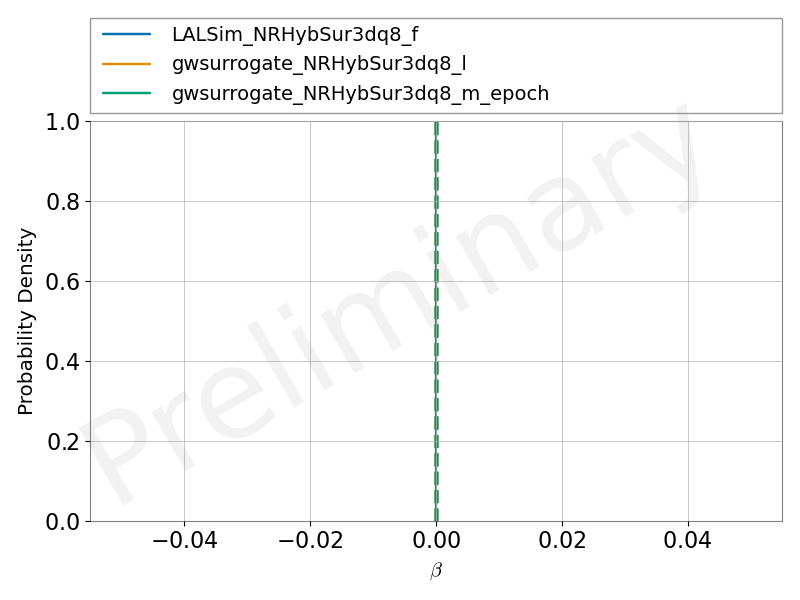 LALSim_NRHybSur3dq8_f
gwsurrogate_NRHybSur3dq8_l
gwsurrogate_NRHybSur3dq8_m_epoch
1.0
0.8
0.6
0.4
0.2
0.0
Probability Density
Preliminary
−0.04 −0.02 0.00 0.02 0.04
β